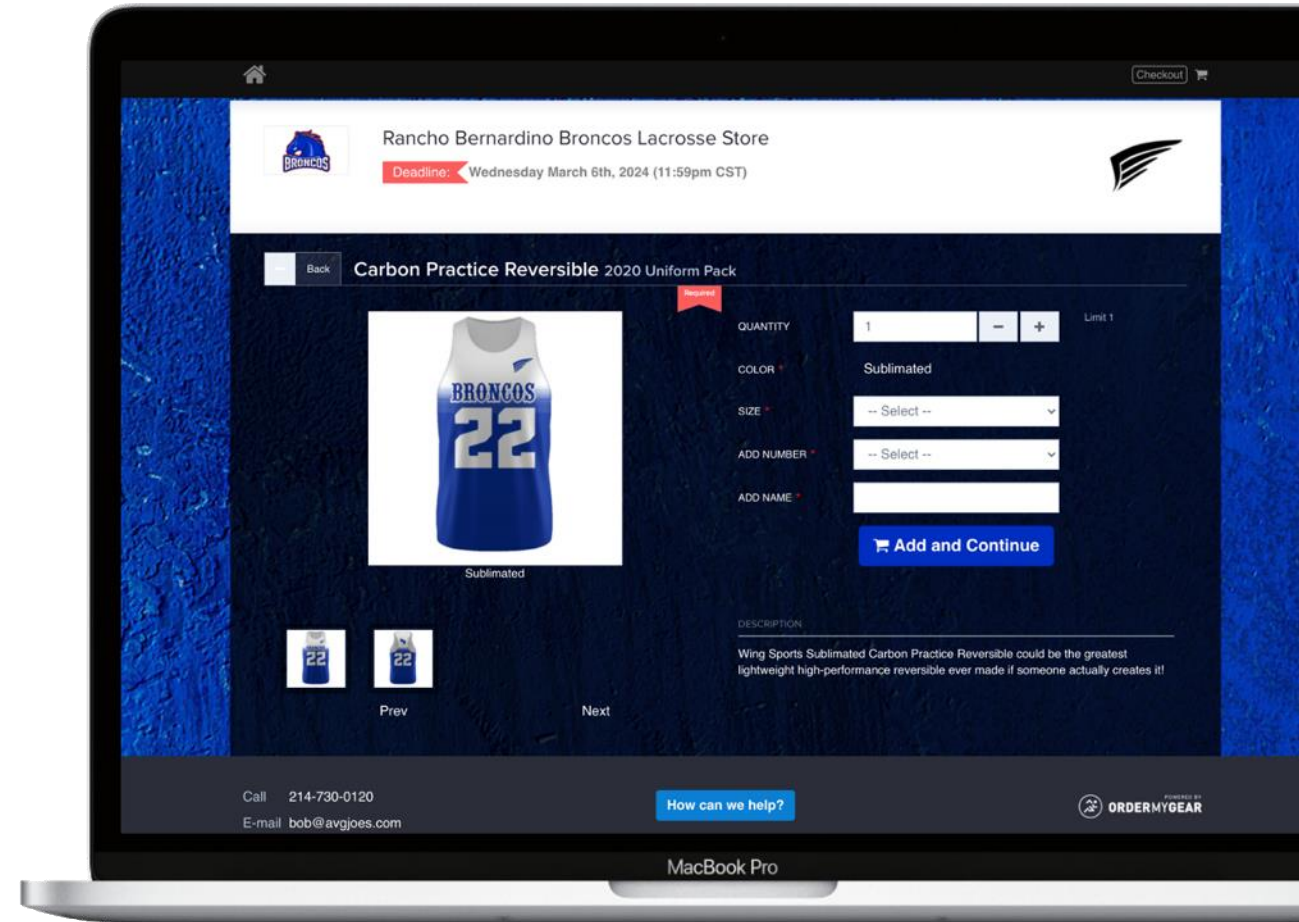 Checkout
BRONCOS
Rancho Bernardino Broncos Lacrosse Store
Deadline: Wednesday March 6th, 2024 (11:59pm CST)
Back
Carbon Practice Reversible 2020 Uniform Pack
Required
BRONCOS
22
Sublimated
22
22
Prev
Next
QUANTITY 1 − + Limit 1
COLOR * Sublimated
SIZE * -- Select --
ADD NUMBER * -- Select --
ADD NAME *
Add and Continue
DESCRIPTION
Wing Sports Sublimated Carbon Practice Reversible could be the greatest
lightweight high-performance reversible ever made if someone actually creates it!
Call 214-730-0120
E-mail bob@avgjoes.com
How can we help?
POWERED BY
ORDERMYGEAR
MacBook Pro